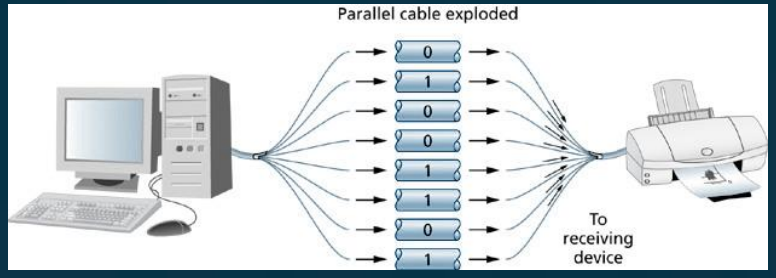 Parallel cable exploded
0
1
0
0
1
1
0
1
To
receiving
device